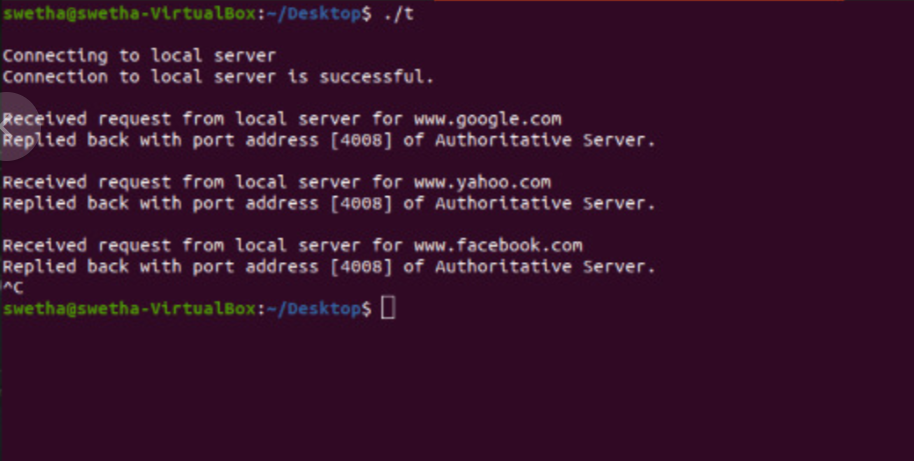 swetha@swetha-VirtualBox:~/Desktop$ ./t
Connecting to local server
Connection to local server is successful.
Received request from local server for www.google.com
Replied back with port address [4008] of Authoritative Server.
Received request from local server for www.yahoo.com
Replied back with port address [4008] of Authoritative Server.
Received request from local server for www.facebook.com
Replied back with port address [4008] of Authoritative Server.
^C
swetha@swetha-VirtualBox:~/Desktop$